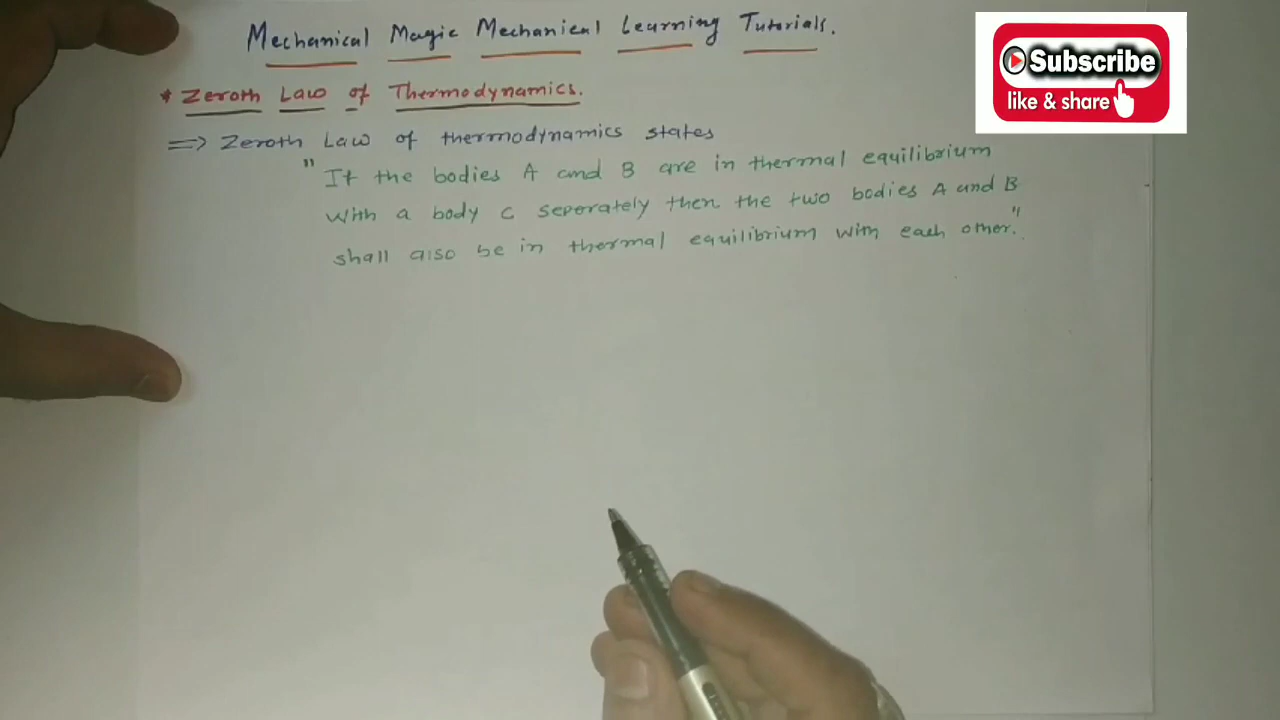 Mechanical Magic Mechanical Learning Tutorials.
* Zeroth Law of Thermodynamics.
=> Zeroth Law of thermodynamics states
" If the bodies A and B are in thermal equilibrium
with a body C seperately then the two bodies A and B
shall also be in thermal equilibrium with each other."
Subscribe
like & share